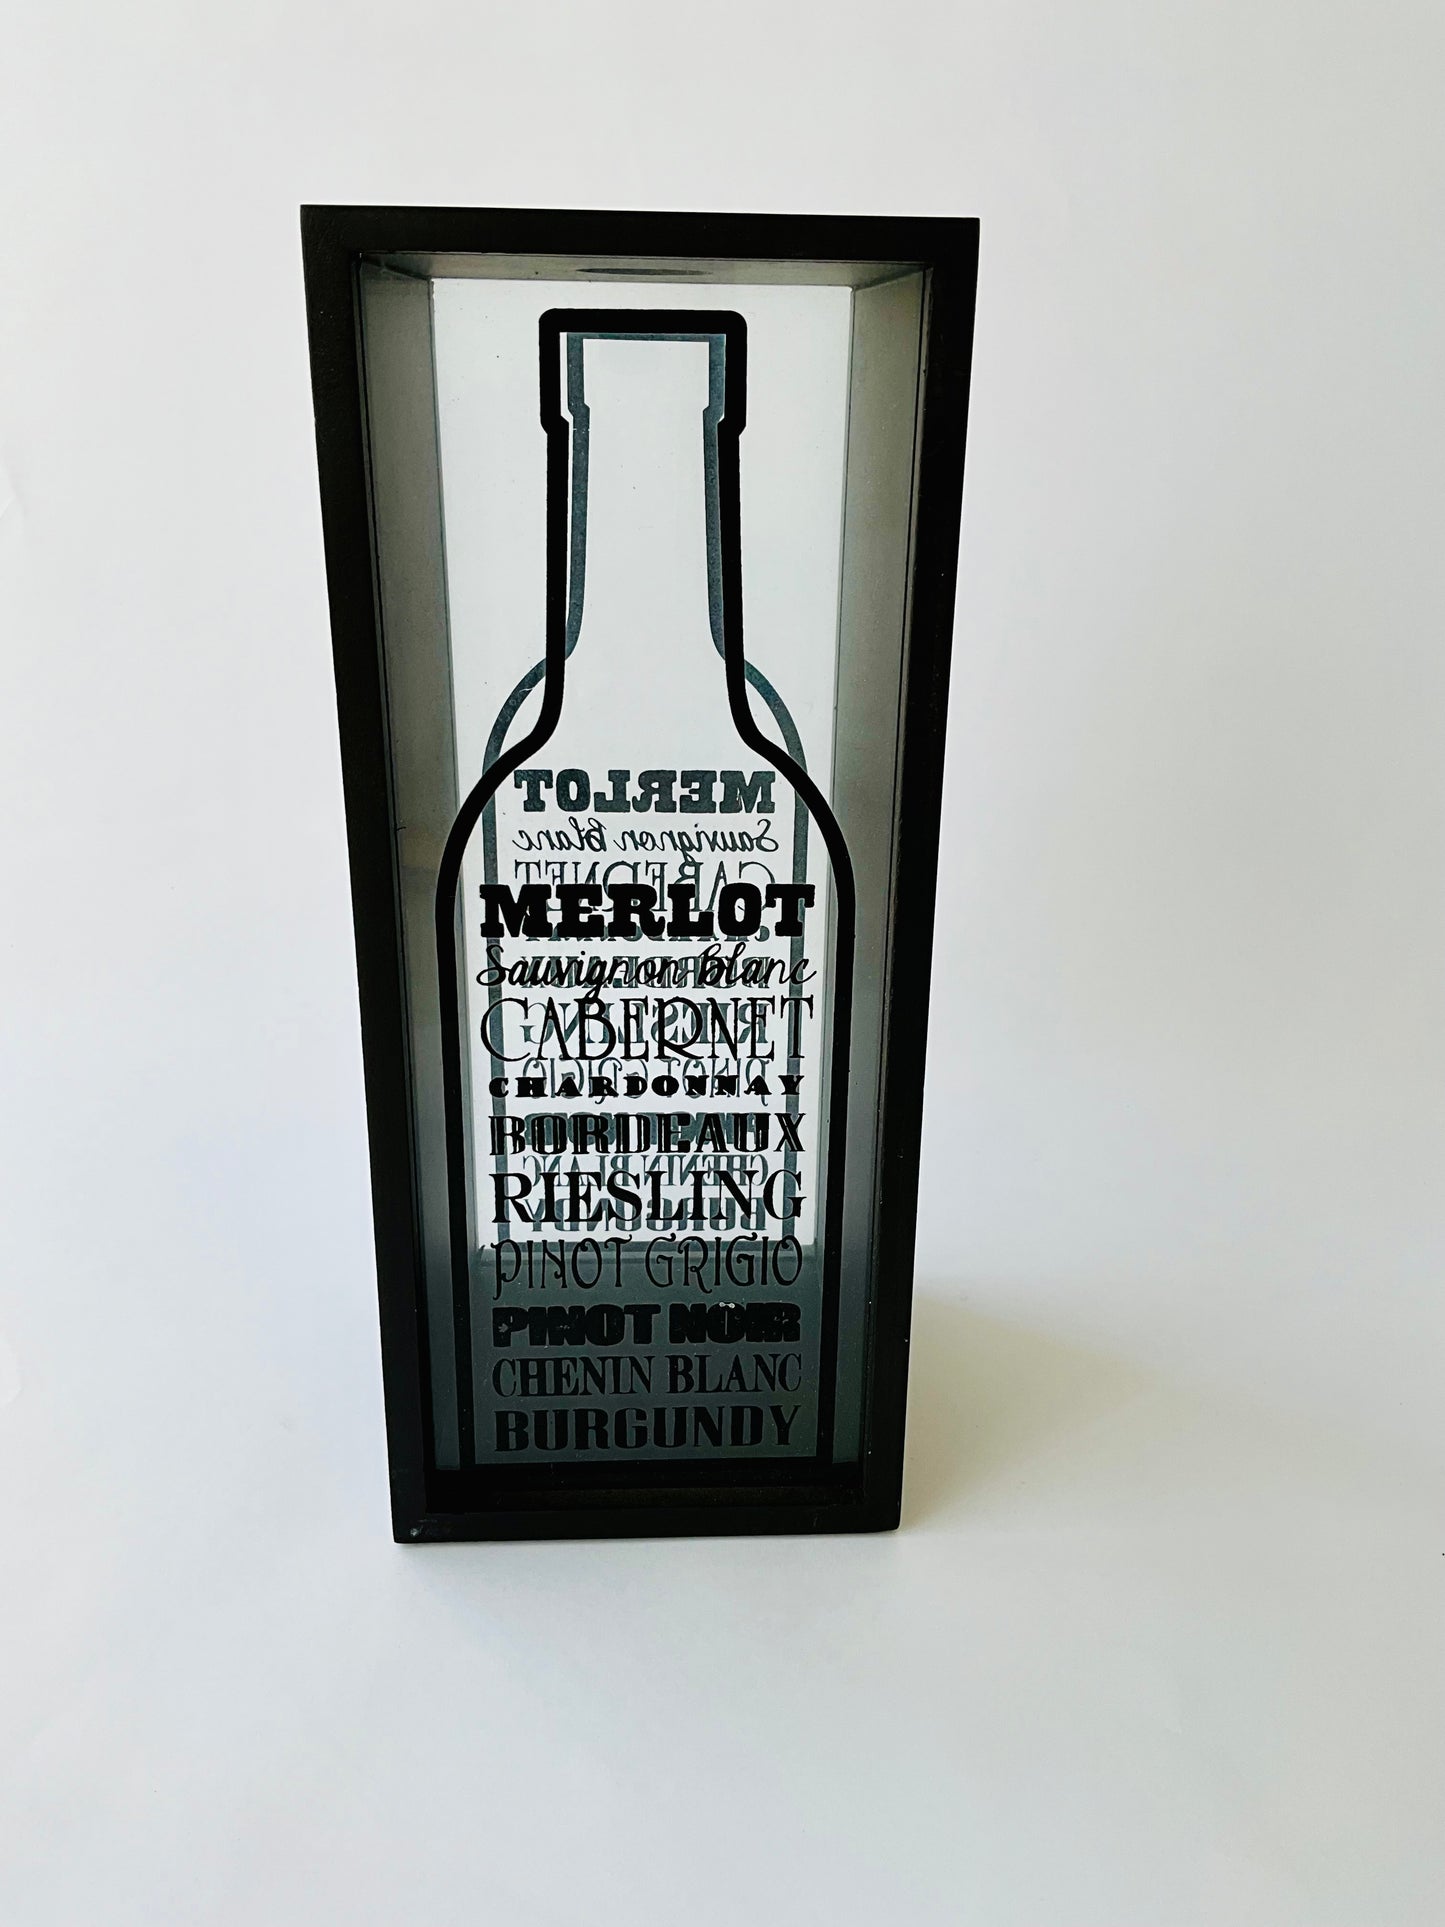 MERLOT
Sauvignon Blanc
CABERNET
CHARDONNAY
BORDEAUX
RIESLING
PINOT GRIGIO
PINOT NOIR
CHENIN BLANC
BURGUNDY